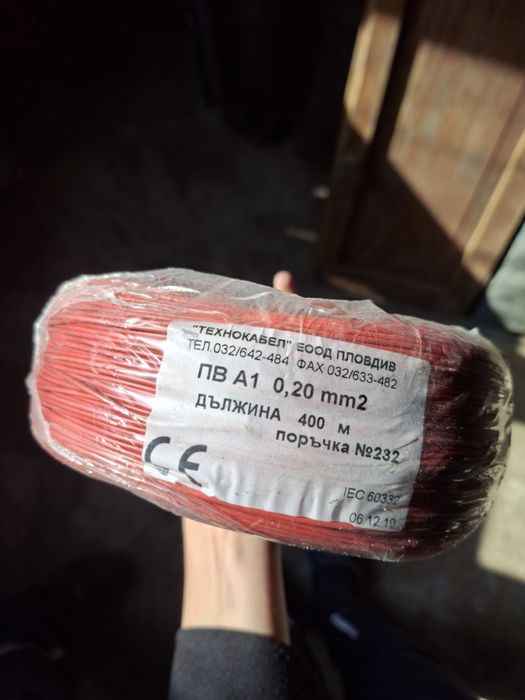 "ТЕХНОКАБЕЛ" ЕООД ПЛОВДИВ
ТЕЛ.032/642-484 ФАХ 032/633-482
ПВ А1 0,20 mm2
ДЪЛЖИНА 400 м
поръчка №232
CE
IEC 60332
06.12.19